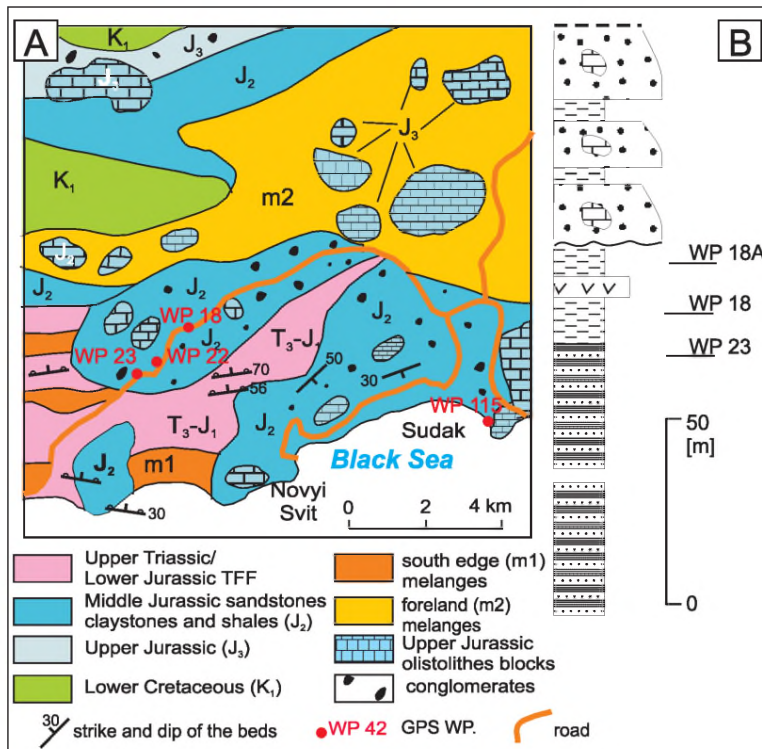 A
B
K₁
J₃
J₃
J₂
J₃
K₁
m2
J₂
J₂
J₂
WP 18
J₂
T₃-J₁
J₂
WP 23
WP 22
70
56
50
30
T₃-J₁
WP 115
J₂
Sudak
J₂
m1
Black Sea
Novyi
Svit
30
0 2 4 km
WP 18A
WP 18
WP 23
50
[m]
0
Upper Triassic/
Lower Jurassic TFF
Middle Jurassic sandstones
claystones and shales (J₂)
Upper Jurassic (J₃)
Lower Cretaceous (K₁)
south edge (m1)
melanges
foreland (m2)
melanges
Upper Jurassic
olistolithes blocks
conglomerates
30 strike and dip of the beds
WP 42 GPS WP.
road